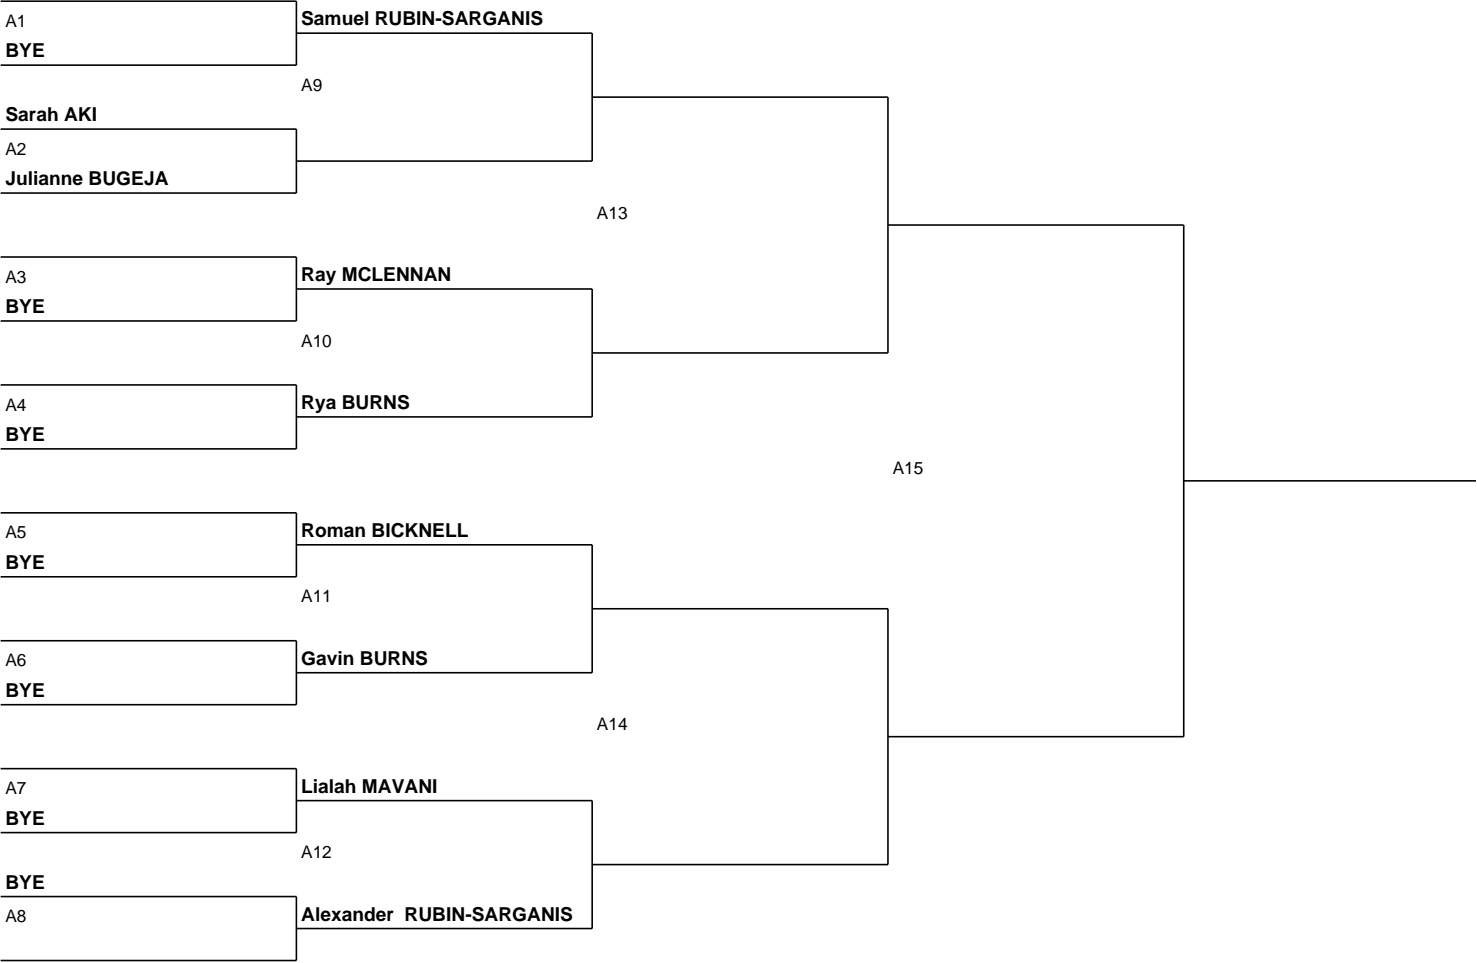 A1
BYE
Samuel RUBIN-SARGANIS
A9
Sarah AKI
A2
Julianne BUGEJA
A13
A3
BYE
Ray MCLENNAN
A10
A4
BYE
Rya BURNS
A15
A5
BYE
Roman BICKNELL
A11
A6
BYE
Gavin BURNS
A14
A7
BYE
Lialah MAVANI
A12
BYE
A8
Alexander  RUBIN-SARGANIS